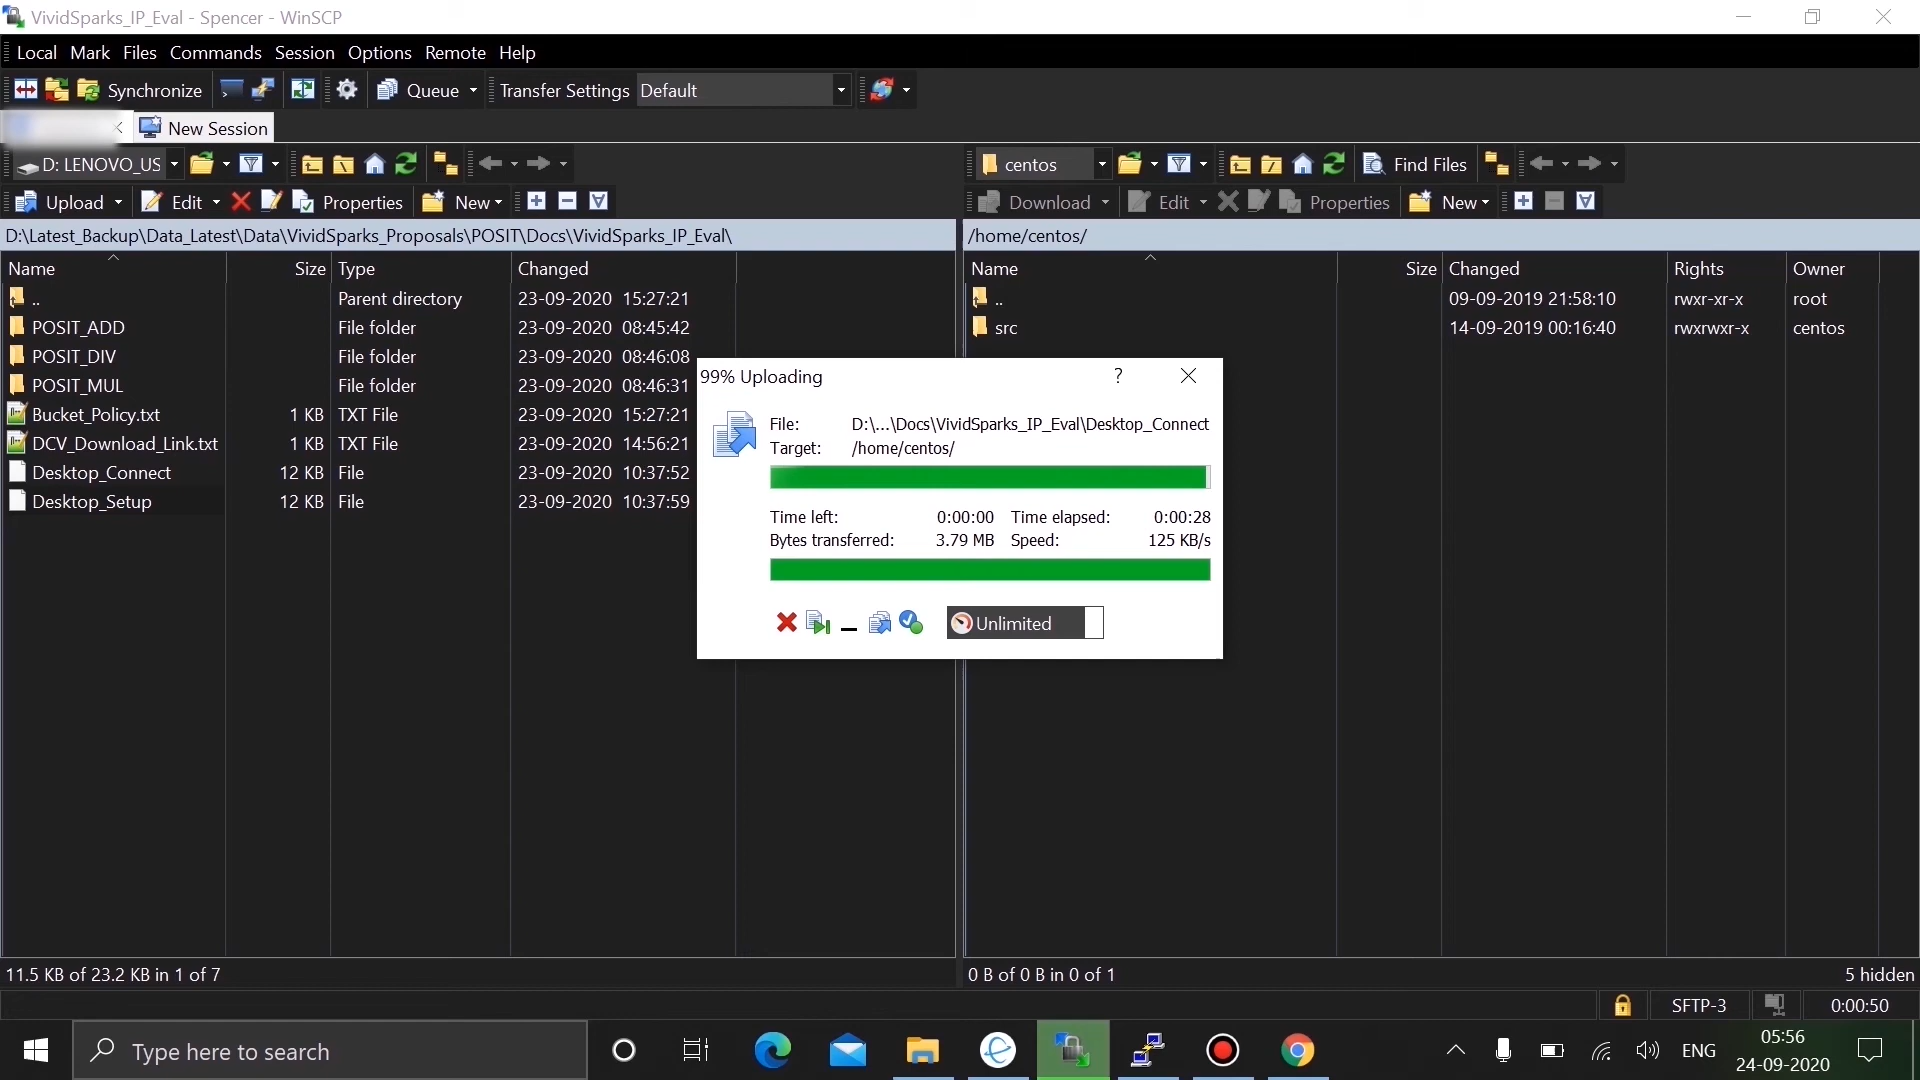 VividSparks_IP_Eval - Spencer - WinSCP
Local Mark Files Commands Session Options Remote Help
Synchronize Queue Transfer Settings Default
New Session
D: LENOVO_US centos Find Files
Upload Edit Properties New Download Edit Properties New
D:\Latest_Backup\Data_Latest\Data\VividSparks_Proposals\POSIT\Docs\VividSparks_IP_Eval\ /home/centos/
Name Size Type Changed Name Size Changed Rights Owner
.. Parent directory 23-09-2020 15:27:21 .. 09-09-2019 21:58:10 rwxr-xr-x root
POSIT_ADD File folder 23-09-2020 08:45:42 src 14-09-2019 00:16:40 rwxrwxr-x centos
POSIT_DIV File folder 23-09-2020 08:46:08
POSIT_MUL File folder 23-09-2020 08:46:31
Bucket_Policy.txt 1 KB TXT File 23-09-2020 15:27:21
DCV_Download_Link.txt 1 KB TXT File 23-09-2020 14:56:21
Desktop_Connect 12 KB File 23-09-2020 10:37:52
Desktop_Setup 12 KB File 23-09-2020 10:37:59
99% Uploading ?
File: D:\...\Docs\VividSparks_IP_Eval\Desktop_Connect
Target: /home/centos/
Time left: 0:00:00 Time elapsed: 0:00:28
Bytes transferred: 3.79 MB Speed: 125 KB/s
Unlimited
11.5 KB of 23.2 KB in 1 of 7 0 B of 0 B in 0 of 1 5 hidden
SFTP-3 0:00:50
Type here to search ENG 05:56
24-09-2020